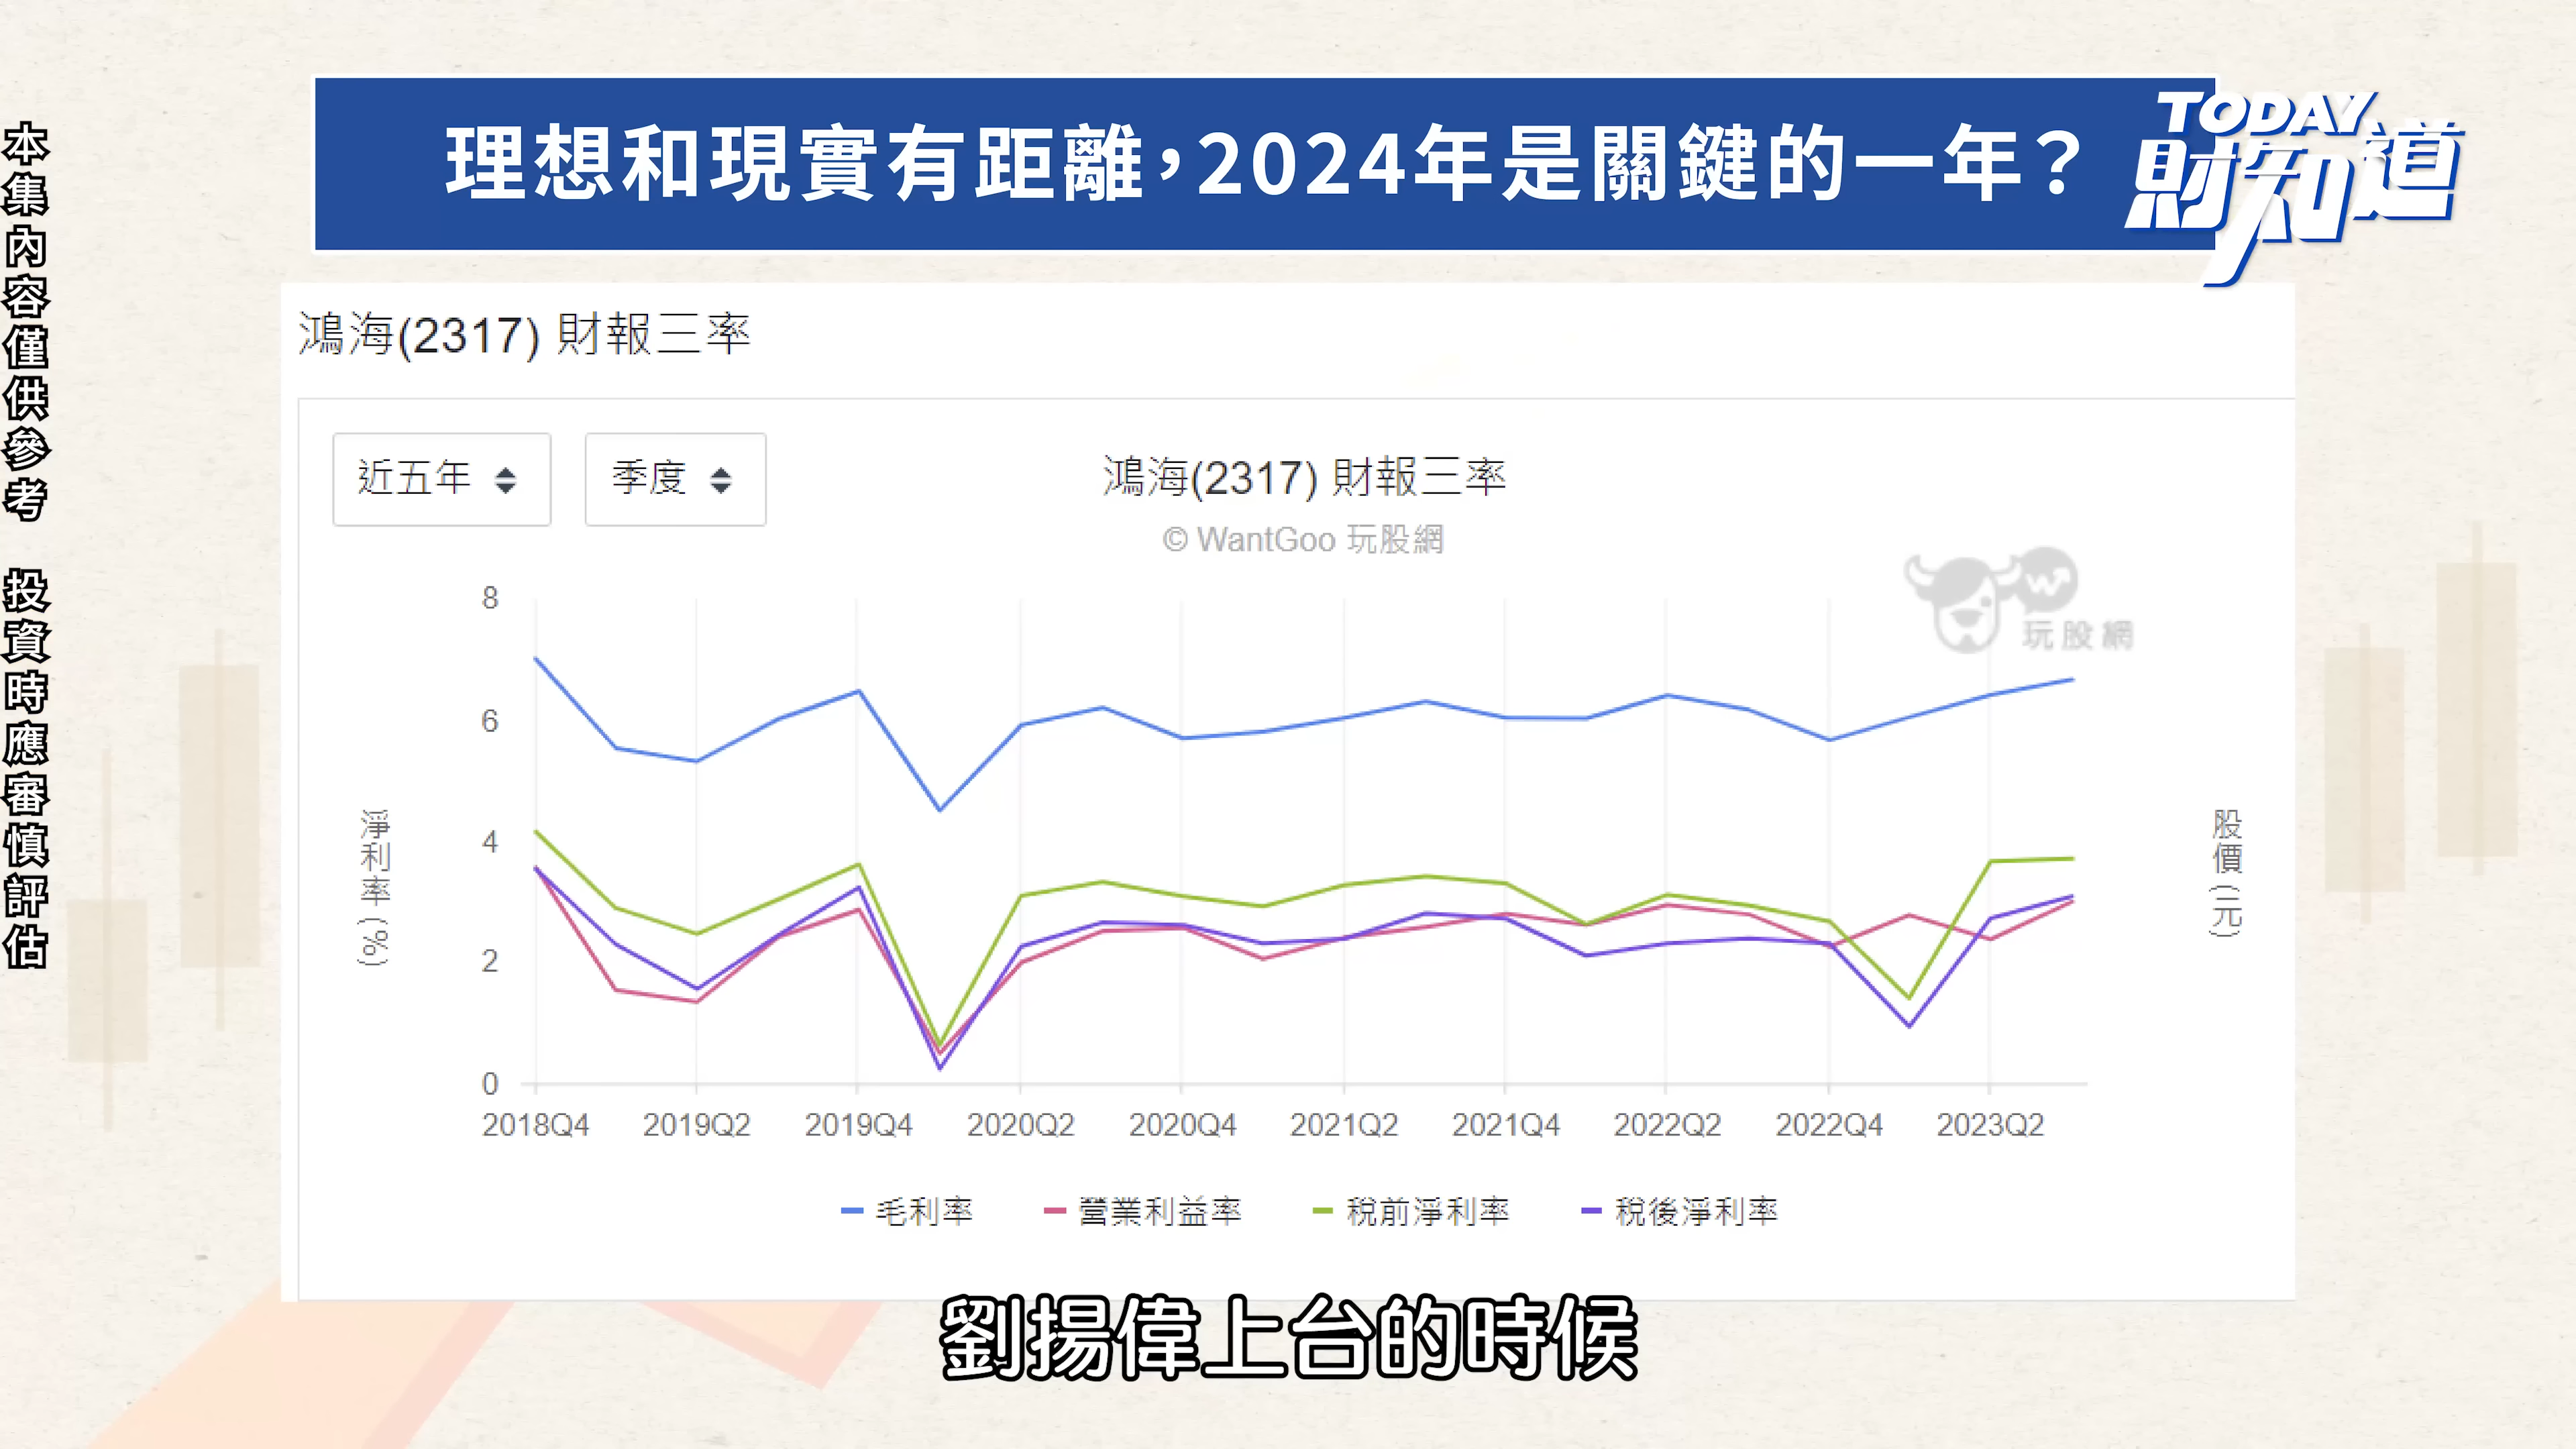 理想和現實有距離，2024年是關鍵的一年？
TODAY
財知道
本集內容僅供參考　投資時應審慎評估
鴻海(2317) 財報三率
近五年
季度
鴻海(2317) 財報三率
© WantGoo 玩股網
玩股網
淨利率(%)
8
6
4
2
0
股價(元)
2018Q4 2019Q2 2019Q4 2020Q2 2020Q4 2021Q2 2021Q4 2022Q2 2022Q4 2023Q2
毛利率 營業利益率 稅前淨利率 稅後淨利率
劉揚偉上台的時候